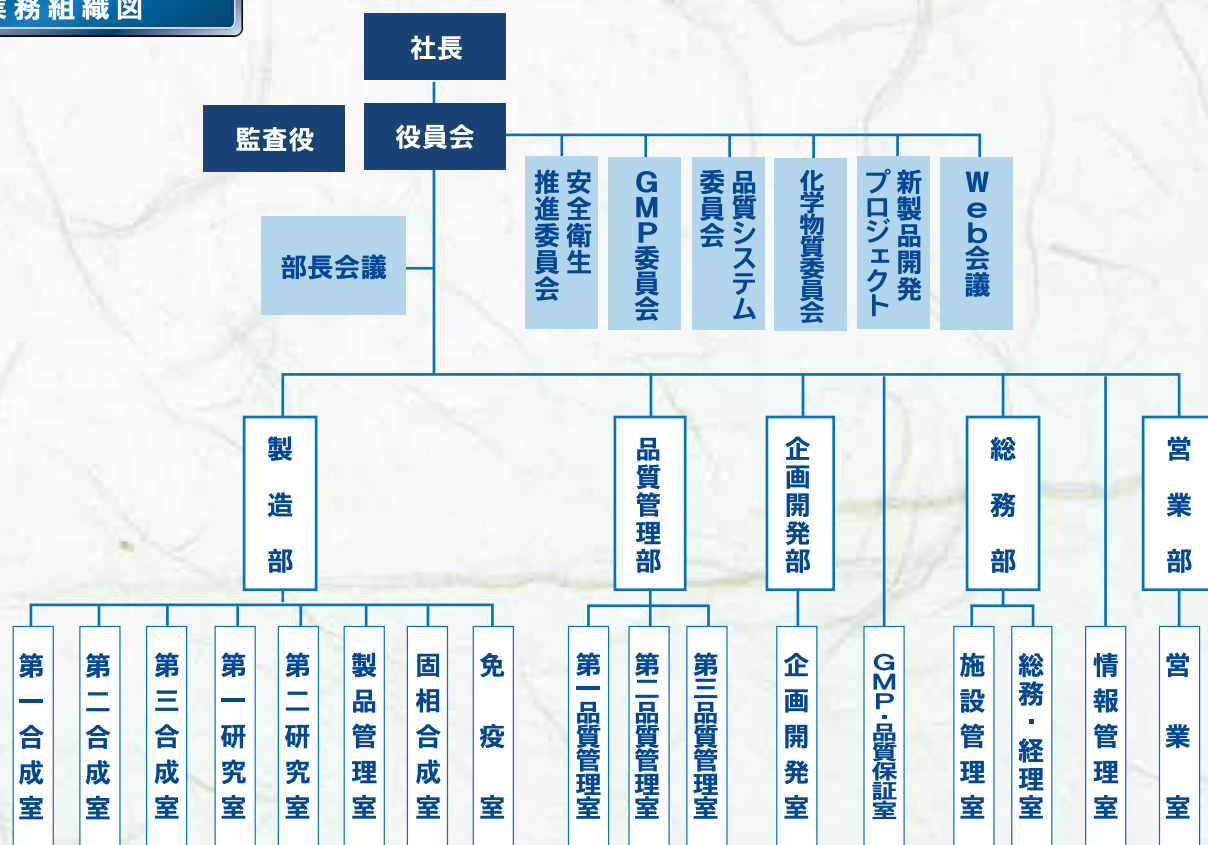 業務組織図
社長
監査役
役員会
安全衛生
推進委員会
GMP委員会
品質システム
委員会
化学物質委員会
新製品開発
プロジェクト
Web会議
部長会議
製造部
品質管理部
企画開発部
総務部
営業部
第一合成室
第二合成室
第三合成室
第一研究室
第二研究室
製品管理室
固相合成室
免疫室
第一品質管理室
第二品質管理室
第三品質管理室
企画開発室
GMP・品質保証室
施設管理室
総務・経理室
情報管理室
営業室